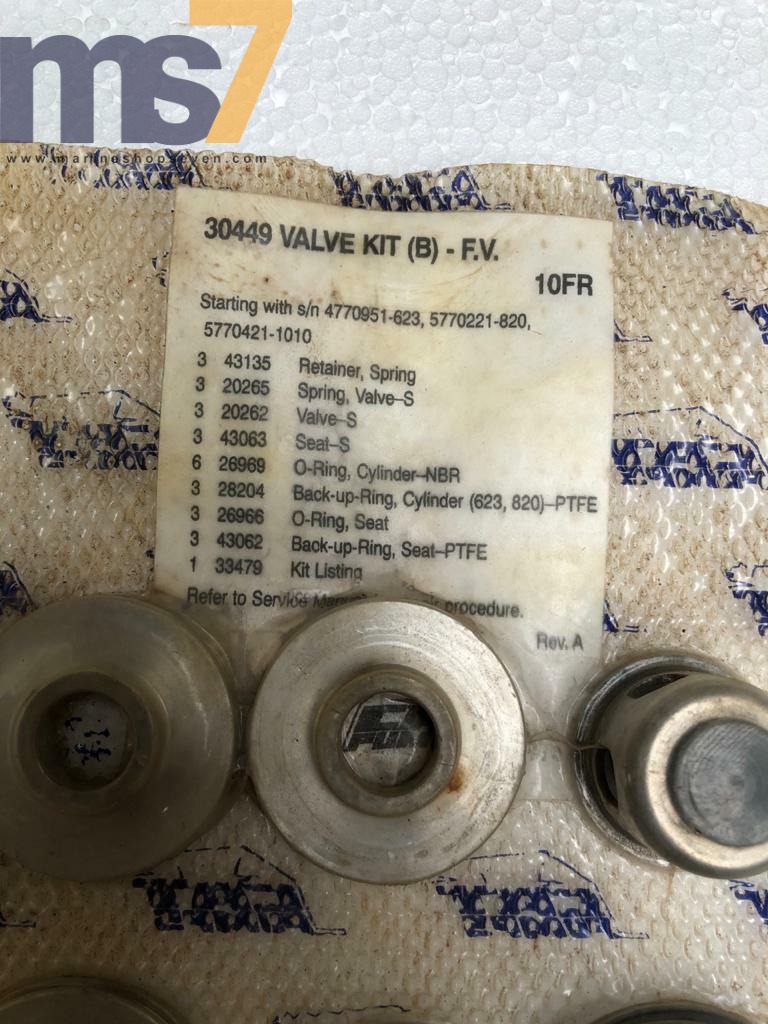 ms7
www.marineshopseven.com
30449 VALVE KIT (B) - F.V.
10FR
Starting with s/n 4770951-623, 5770221-820,
5770421-1010
3 43135 Retainer, Spring
3 20265 Spring, Valve–S
3 20262 Valve–S
3 43063 Seat–S
6 26969 O-Ring, Cylinder–NBR
3 28204 Back-up-Ring, Cylinder (623, 820)–PTFE
3 26966 O-Ring, Seat
3 43062 Back-up-Ring, Seat–PTFE
1 33479 Kit Listing
Refer to Service procedure.
Rev. A